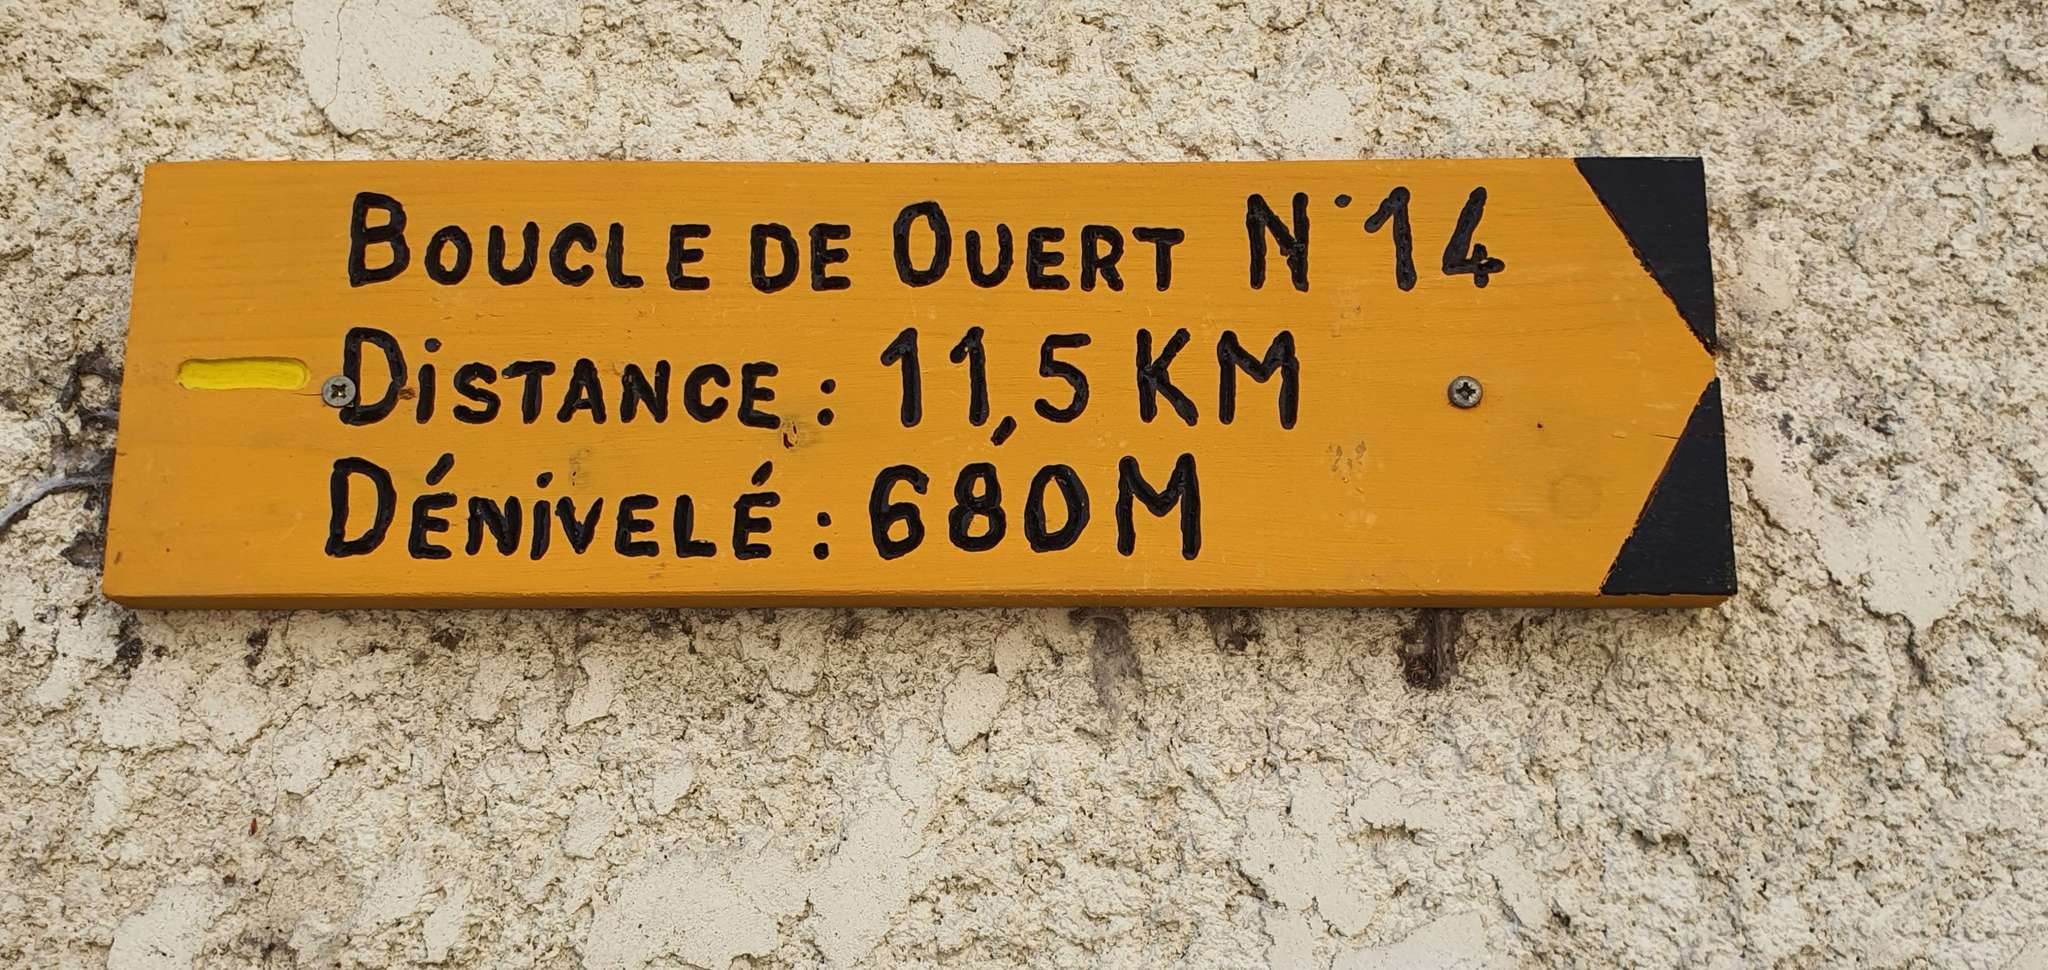 BOUCLE DE OUERT N°14
DiSTANCE : 11,5 KM
DÉNIVELÉ : 680M